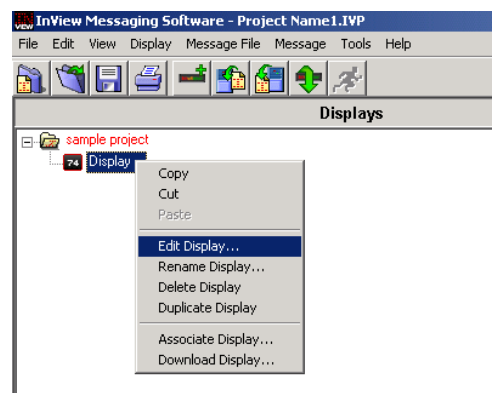 InView Messaging Software - Project Name1.IVP
File Edit View Display Message File Message Tools Help
Displays
sample project
74 Display
Copy
Cut
Paste
Edit Display...
Rename Display...
Delete Display
Duplicate Display
Associate Display...
Download Display...